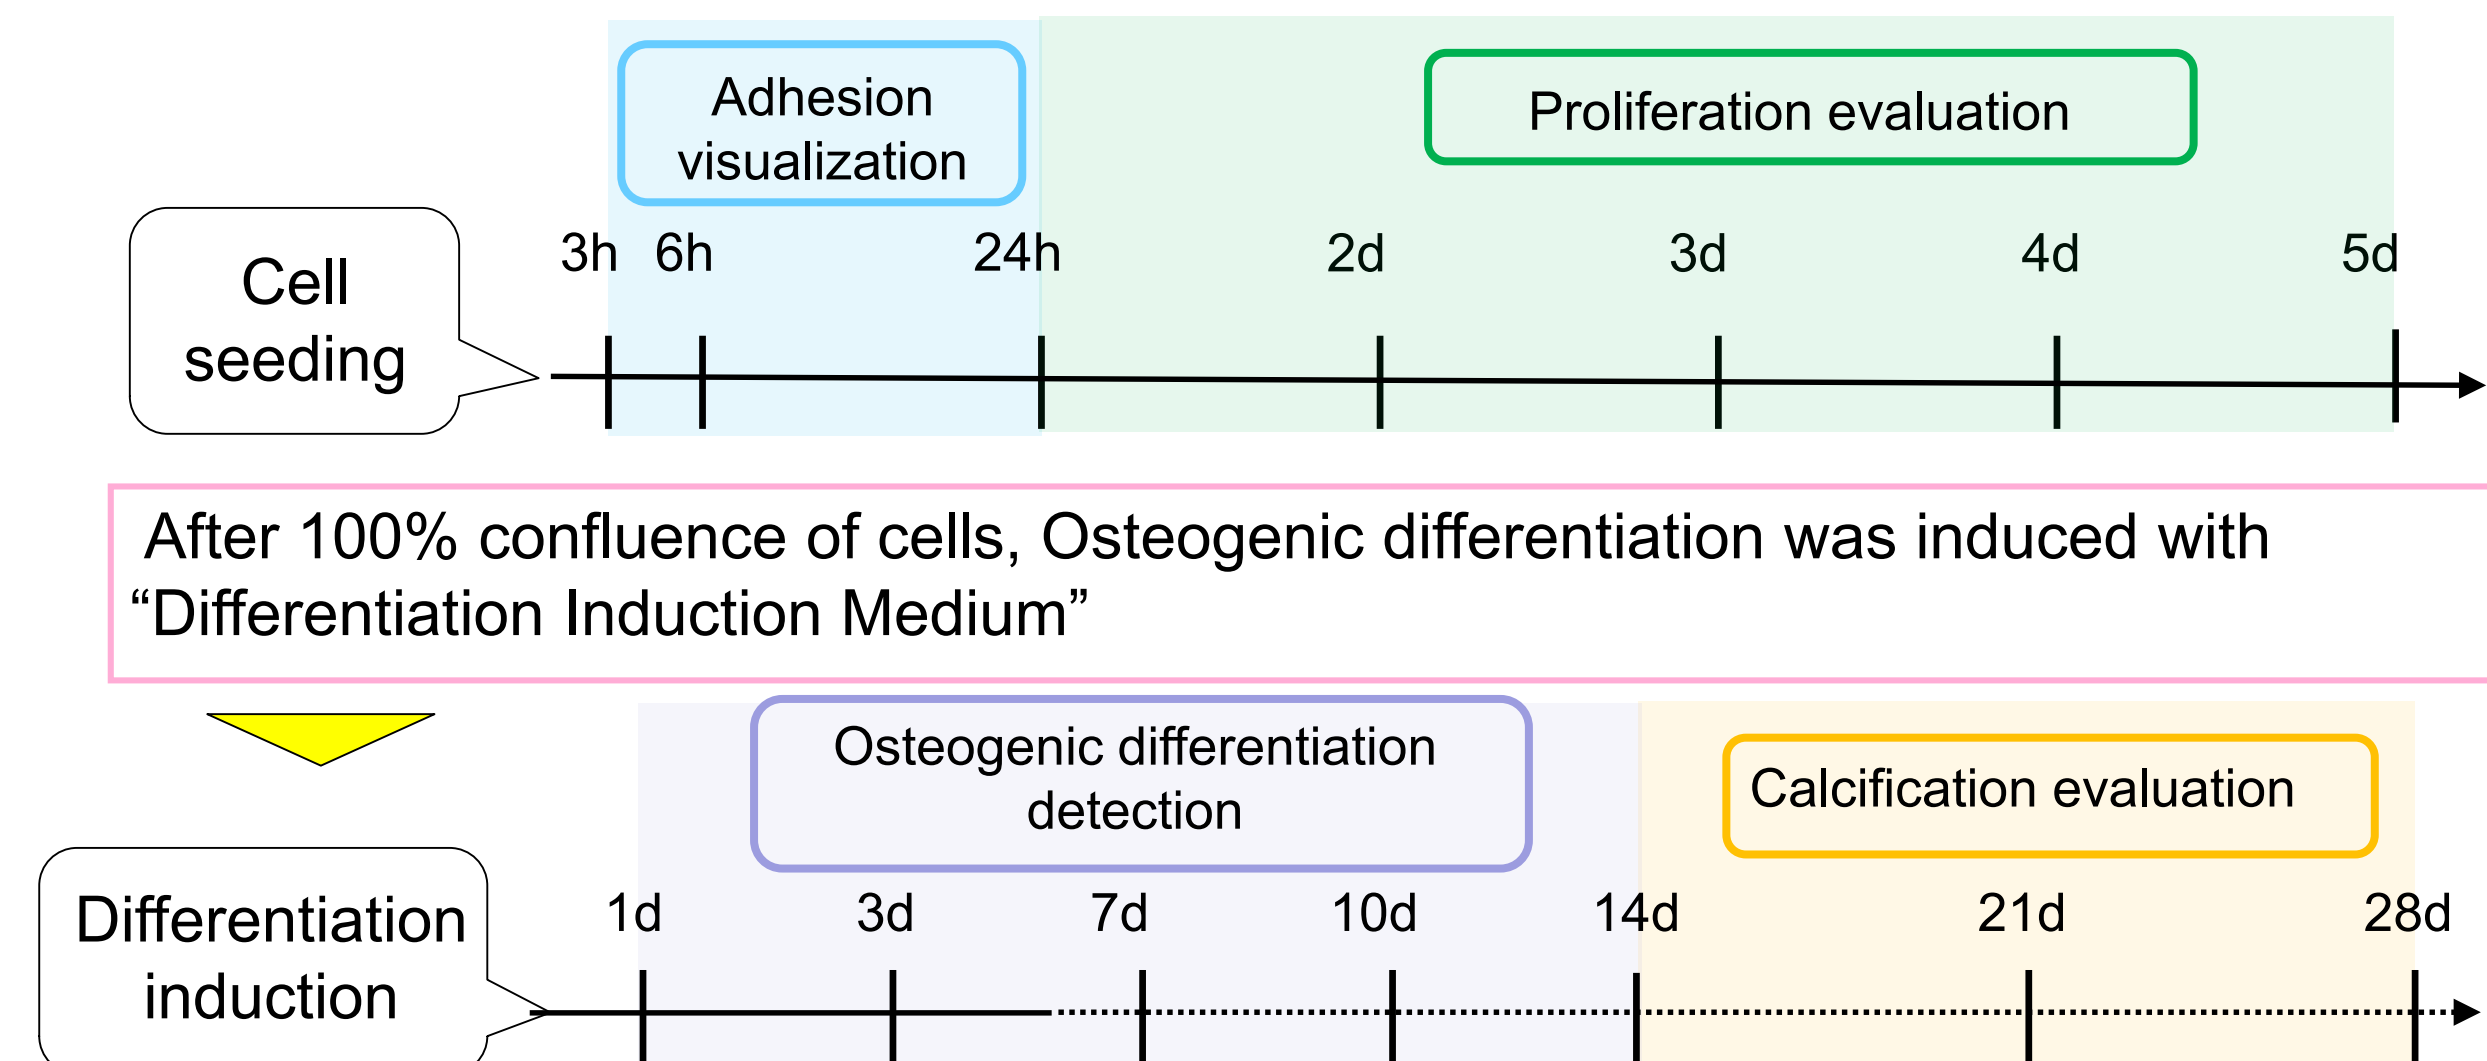 Adhesion
visualization
Proliferation evaluation
Cell
seeding
3h 6h 24h 2d 3d 4d 5d
After 100% confluence of cells, Osteogenic differentiation was induced with
“Differentiation Induction Medium”
Osteogenic differentiation
detection
Calcification evaluation
Differentiation
induction
1d 3d 7d 10d 14d 21d 28d